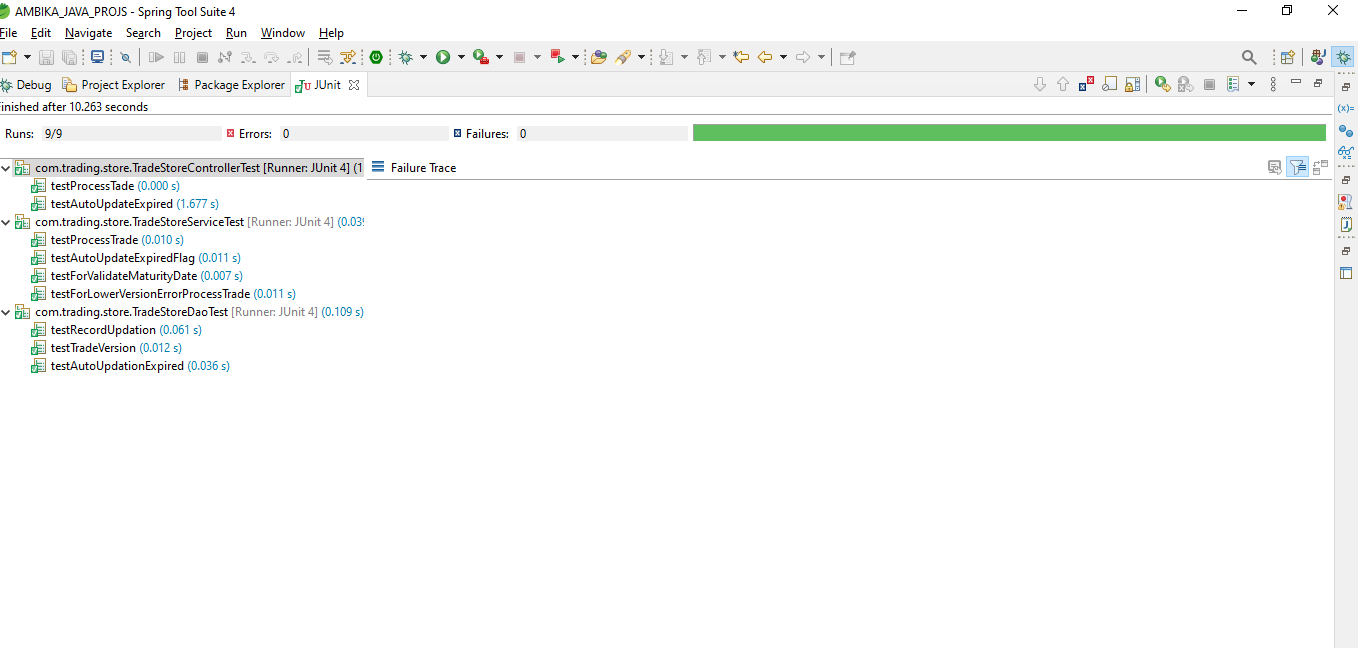 AMBIKA_JAVA_PROJS - Spring Tool Suite 4
File Edit Navigate Search Project Run Window Help
Debug Project Explorer Package Explorer JUnit
inished after 10.263 seconds
Runs: 9/9 Errors: 0 Failures: 0
com.trading.store.TradeStoreControllerTest [Runner: JUnit 4] (1
Failure Trace
testProcessTade (0.000 s)
testAutoUpdateExpired (1.677 s)
com.trading.store.TradeStoreServiceTest [Runner: JUnit 4] (0.039
testProcessTrade (0.010 s)
testAutoUpdateExpiredFlag (0.011 s)
testForValidateMaturityDate (0.007 s)
testForLowerVersionErrorProcessTrade (0.011 s)
com.trading.store.TradeStoreDaoTest [Runner: JUnit 4] (0.109 s)
testRecordUpdation (0.061 s)
testTradeVersion (0.012 s)
testAutoUpdationExpired (0.036 s)